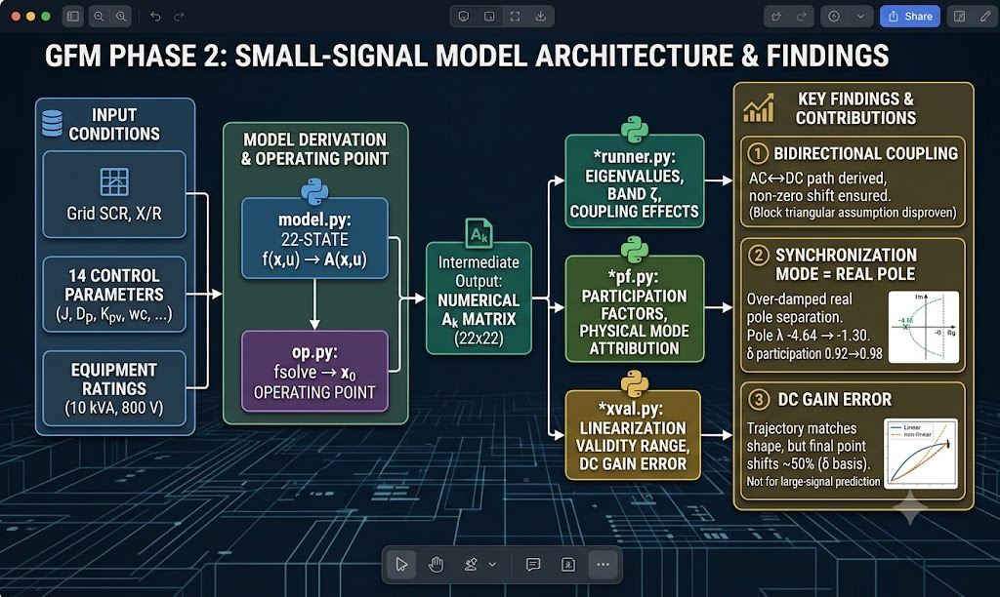 Share
GFM PHASE 2: SMALL-SIGNAL MODEL ARCHITECTURE & FINDINGS
INPUT
CONDITIONS
Grid SCR, X/R
14 CONTROL
PARAMETERS
(J, Dp, Kpv, wc, ...)
EQUIPMENT
RATINGS
(10 kVA, 800 V)
MODEL DERIVATION
& OPERATING POINT
model.py:
22-STATE
f(x,u) → A(x,u)
op.py:
fsolve → x₀
OPERATING POINT
Aₖ
Intermediate
Output:
NUMERICAL
Aₖ MATRIX
(22x22)
*runner.py:
EIGENVALUES,
BAND ζ,
COUPLING EFFECTS
*pf.py:
PARTICIPATION
FACTORS,
PHYSICAL MODE
ATTRIBUTION
*xval.py:
LINEARIZATION
VALIDITY RANGE,
DC GAIN ERROR
KEY FINDINGS &
CONTRIBUTIONS
1 BIDIRECTIONAL COUPLING
AC↔DC path derived,
non-zero shift ensured.
(Block triangular assumption disproven)
2 SYNCHRONIZATION
MODE = REAL POLE
Over-damped real
pole separation.
Pole λ -4.64 → -1.30.
δ participation 0.92→0.98
Im
-4.65
-0
Rg
3 DC GAIN ERROR
Trajectory matches
shape, but final point
shifts ~50% (δ basis).
Not for large-signal prediction
Linear
non-linear